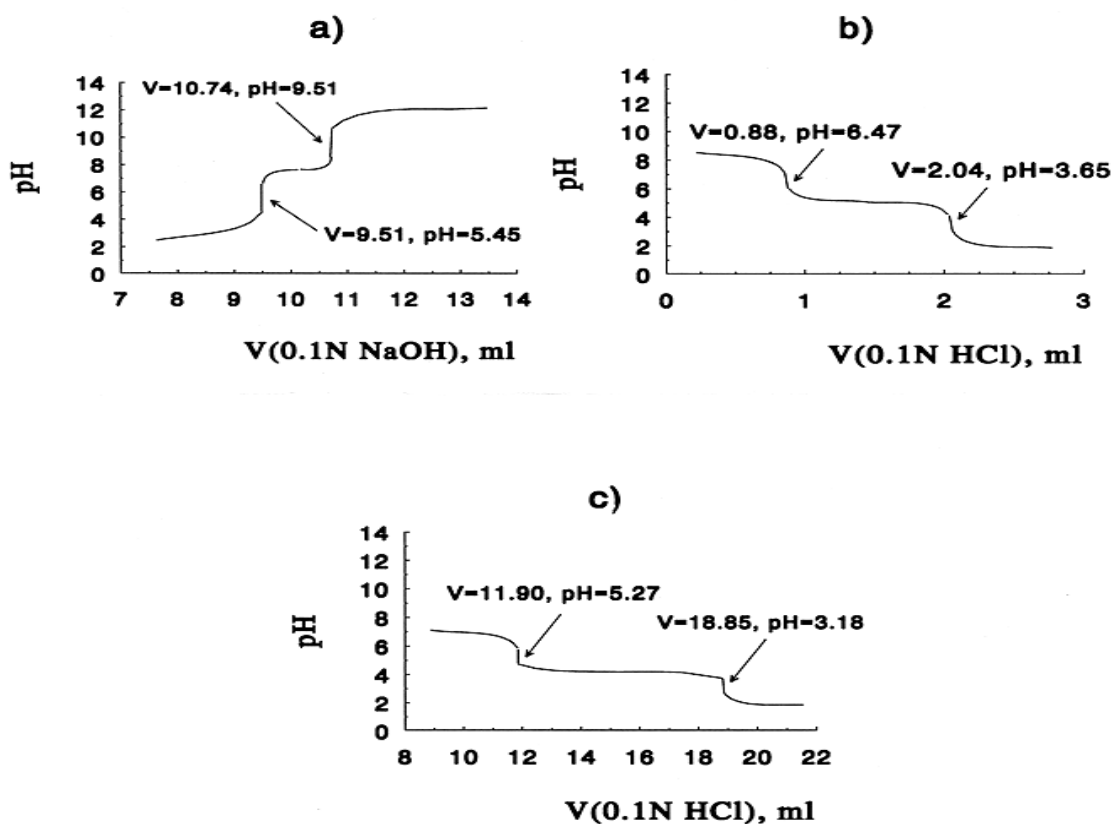 a)
14
12
10
8
6
4
2
0
pH
V=10.74, pH=9.51
V=9.51, pH=5.45
7 8 9 10 11 12 13 14
V(0.1N NaOH), ml
b)
14
12
10
8
6
4
2
0
pH
V=0.88, pH=6.47
V=2.04, pH=3.65
0 1 2 3
V(0.1N HCl), ml
c)
14
12
10
8
6
4
2
0
pH
V=11.90, pH=5.27
V=18.85, pH=3.18
8 10 12 14 16 18 20 22
V(0.1N HCl), ml